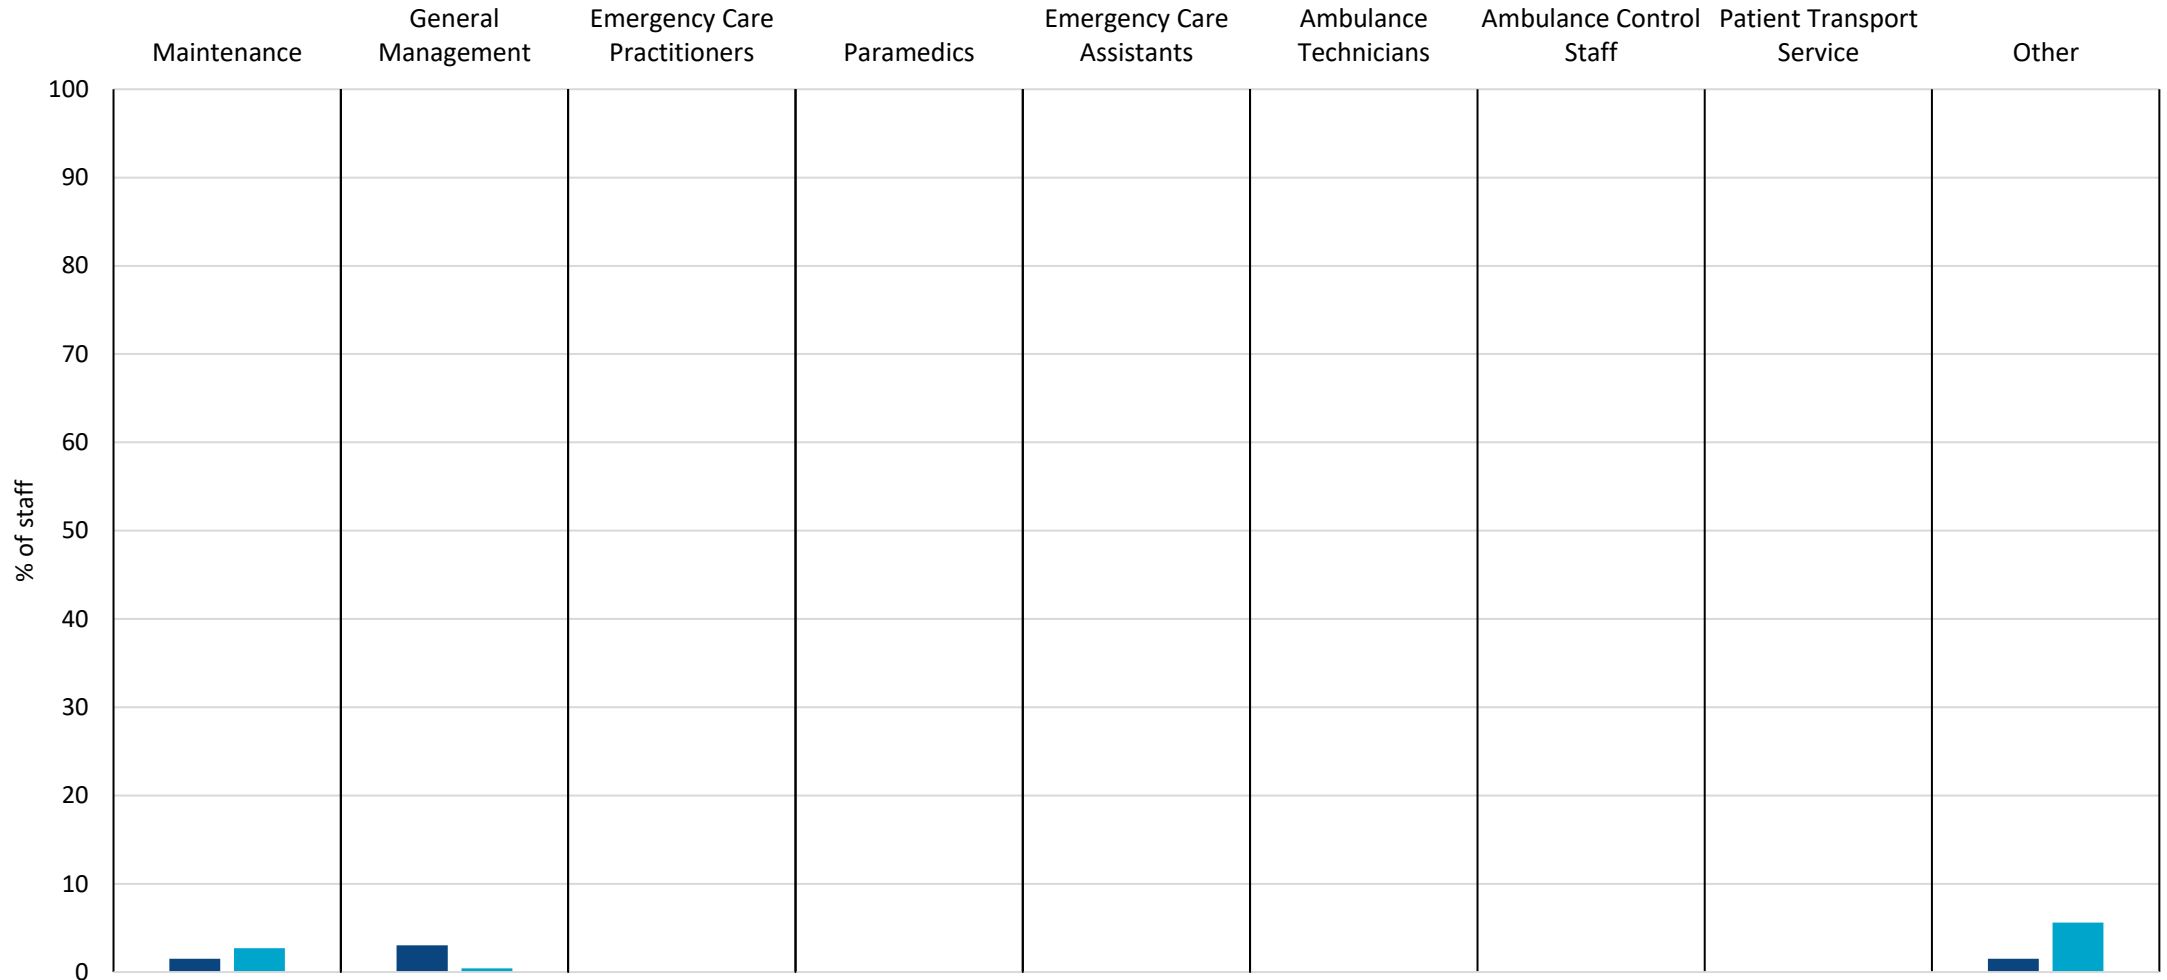 Maintenance
General
Management
Emergency Care
Practitioners
Paramedics
Emergency Care
Assistants
Ambulance
Technicians
Ambulance Control
Staff
Patient Transport
Service
Other
100
90
80
70
60
50
40
30
20
10
0
% of staff